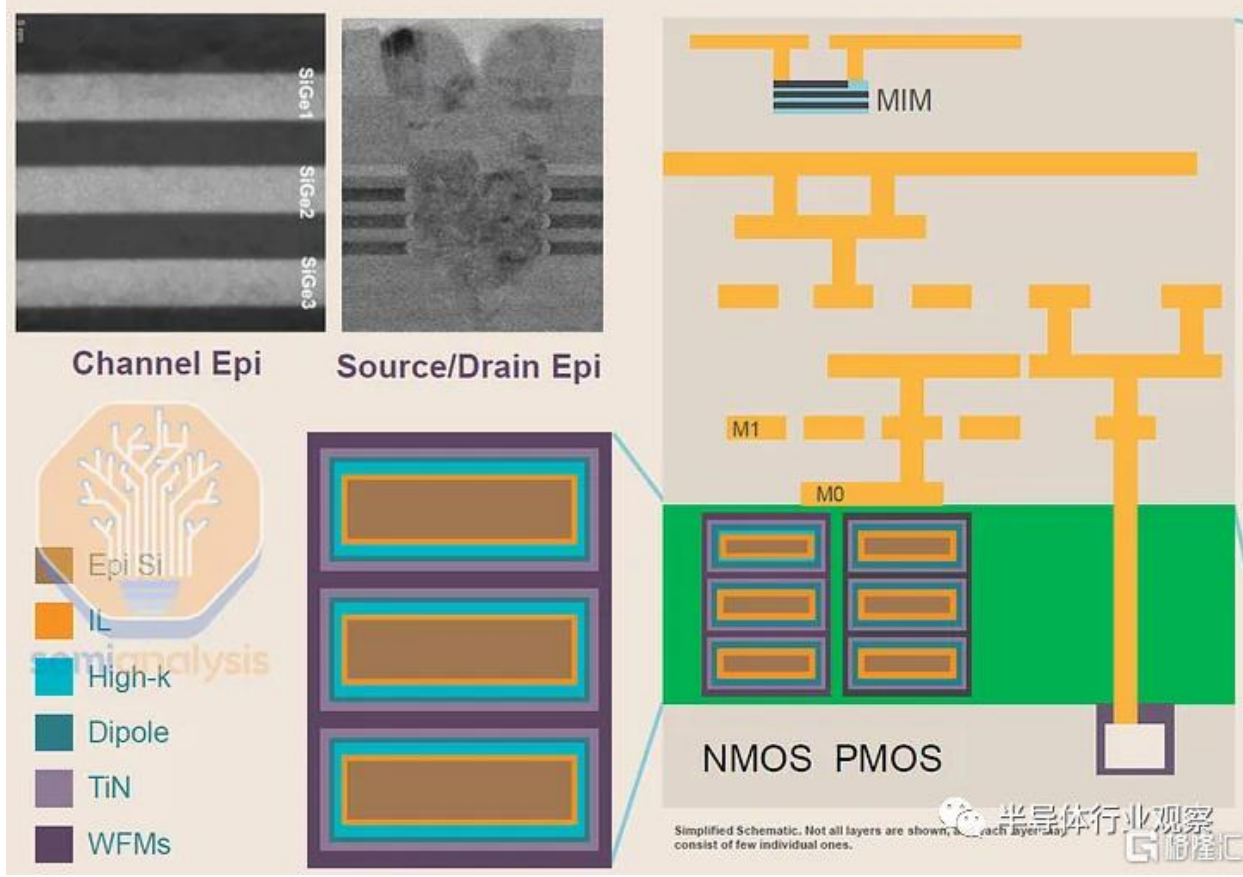 5 nm
SiGe1
SiGe2
SiGe3
Channel Epi
Source/Drain Epi
MIM
M1
M0
NMOS PMOS
Epi Si
IL
High-k
Dipole
TiN
WFMs
semianalysis
Simplified Schematic. Not all layers are shown, a each layer may
consist of few individual ones.
半导体行业观察
格隆汇